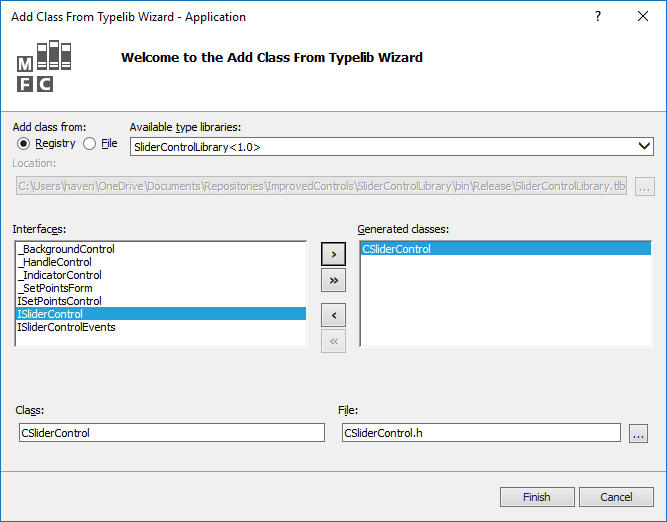 Add Class From Typelib Wizard - Application
?
M
F C
Welcome to the Add Class From Typelib Wizard
Add class from:
Available type libraries:
Registry
File
SliderControlLibrary<1.0>
Location:
C:\Users\haven\OneDrive\Documents\Repositories\ImprovedControls\SliderControlLibrary\bin\Release\SliderControlLibrary.tlb
...
Interfaces:
Generated classes:
_BackgroundControl
_HandleControl
_IndicatorControl
_SetPointsForm
ISetPointsControl
ISliderControl
ISliderControlEvents
>
>>
<
<<
CSliderControl
Class:
File:
CSliderControl
CSliderControl.h
...
Finish
Cancel